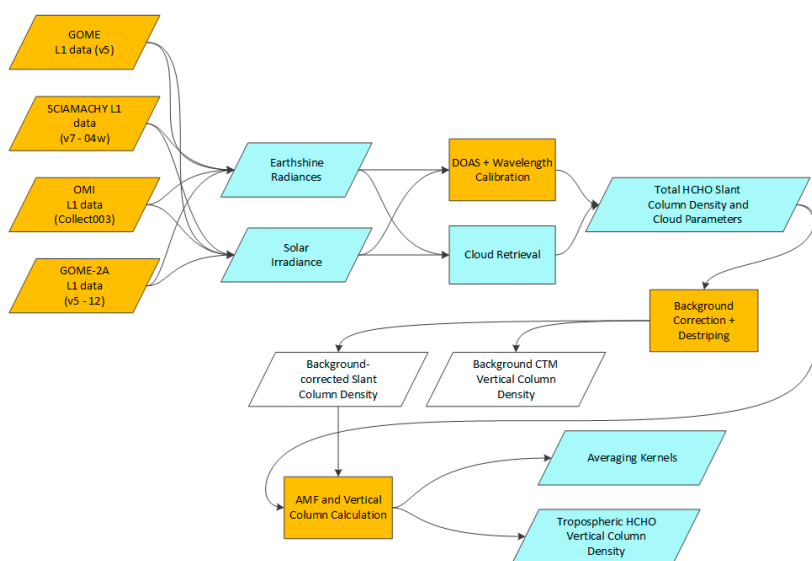 GOME
L1 data (v5)
SCIAMACHY L1
data
(v7 - 04w)
OMI
L1 data
(Collect003)
GOME-2A
L1 data
(v5 - 12)
Earthshine
Radiances
Solar
Irradiance
DOAS + Wavelength
Calibration
Cloud Retrieval
Total HCHO Slant
Column Density and
Cloud Parameters
Background
Correction +
Destriping
Background-
corrected Slant
Column Density
Background CTM
Vertical Column
Density
AMF and Vertical
Column Calculation
Averaging Kernels
Tropospheric HCHO
Vertical Column
Density